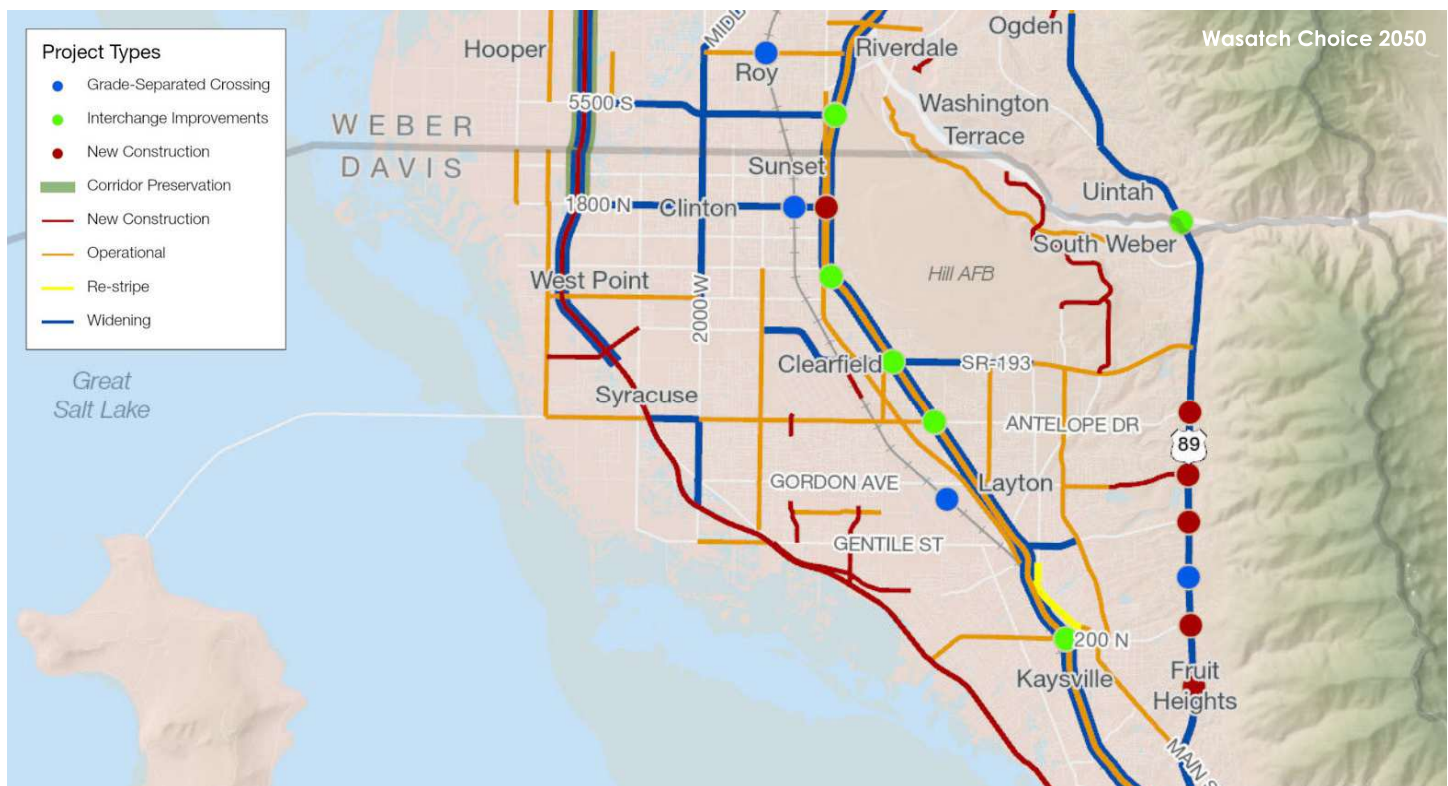 Wasatch Choice 2050
Project Types
Grade-Separated Crossing
Interchange Improvements
New Construction
Corridor Preservation
New Construction
Operational
Re-stripe
Widening
Hooper
Roy
Riverdale
Ogden
5500 S
Washington
Terrace
WEBER
DAVIS
Sunset
Uintah
1800 N
Clinton
South Weber
West Point
Hill AFB
2000 W
Clearfield
SR-193
Great
Salt Lake
Syracuse
ANTELOPE DR
89
GORDON AVE
Layton
GENTILE ST
200 N
Kaysville
Fruit
Heights